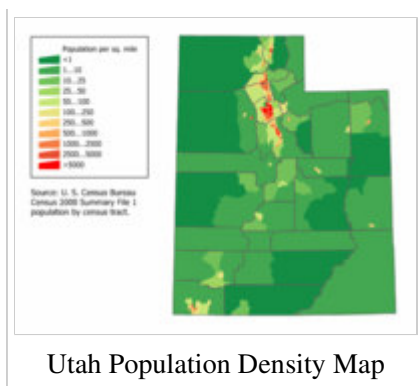 Population per sq. mile
<1
1...10
10...25
25...50
50...100
100...250
250...500
500...1000
1000...2500
2500...5000
>5000
Source: U. S. Census Bureau
Census 2000 Summary File 1
population by census tract.
Utah Population Density Map